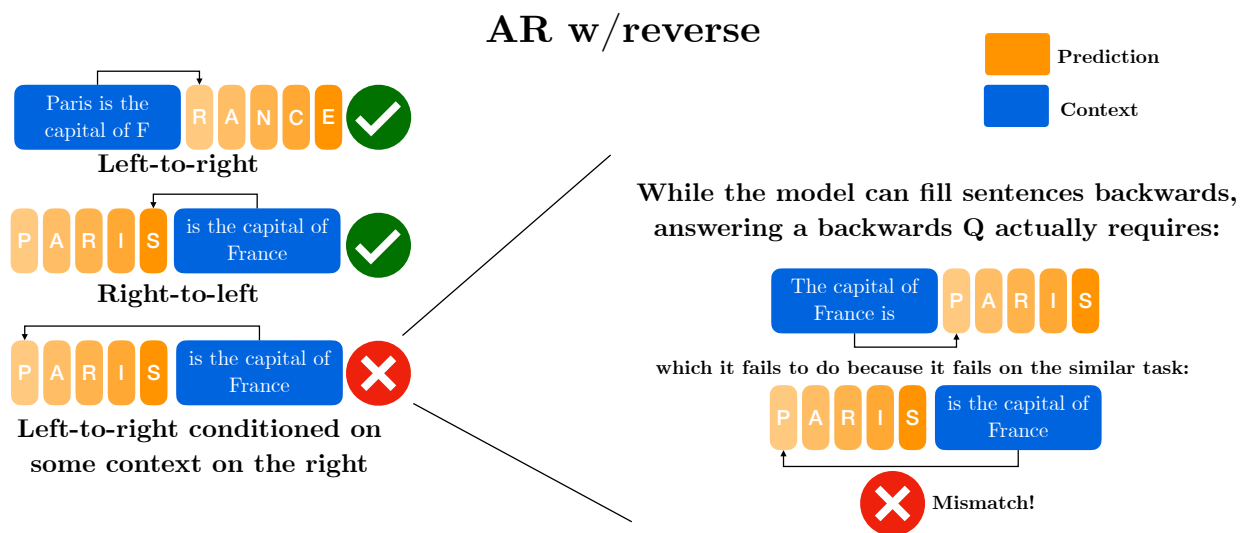 AR w/reverse
Prediction
Context
Paris is the
capital of F
R A N C E
Left-to-right
P A R I S
is the capital of
France
Right-to-left
P A R I S
is the capital of
France
Left-to-right conditioned on
some context on the right
While the model can fill sentences backwards,
answering a backwards Q actually requires:
The capital of
France is
P A R I S
which it fails to do because it fails on the similar task:
P A R I S
is the capital of
France
Mismatch!